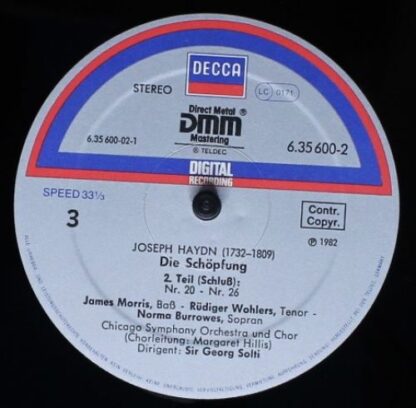 DECCA
STEREO
LC 0171
Direct Metal ®
DMM
Mastering
® TELDEC
6.35 600-02-1
6.35 600-2
DIGITAL
RECORDING
SPEED 33⅓
3
Contr.
Copyr.
℗ 1982
JOSEPH HAYDN (1732–1809)
Die Schöpfung
2. Teil (Schluß):
Nr. 20 - Nr. 26
James Morris, Baß - Rüdiger Wohlers, Tenor -
Norma Burrowes, Sopran
Chicago Symphony Orchestra und Chor
(Chorleitung: Margaret Hillis)
Dirigent: Sir Georg Solti